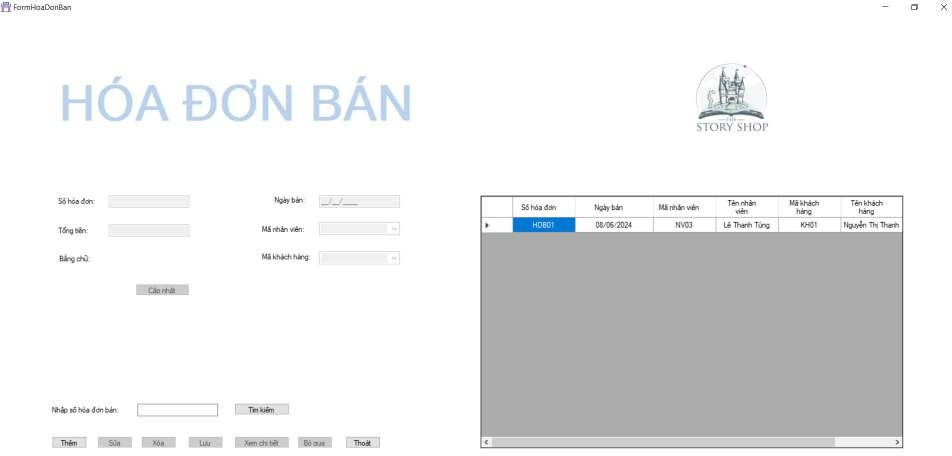 FormHoaDonBan
HÓA ĐƠN BÁN
THE
STORY SHOP
Số hóa đơn:
Ngày bán: __/__/____
Tổng tiền:
Mã nhân viên:
Bằng chữ:
Mã khách hàng:
Cập nhật
Số hóa đơn Ngày bán Mã nhân viên Tên nhân viên Mã khách hàng Tên khách hàng
HDB01 08/06/2024 NV03 Lê Thanh Tùng KH01 Nguyễn Thị Thanh
Nhập số hóa đơn bán: Tìm kiếm
Thêm Sửa Xóa Lưu Xem chi tiết Bỏ qua Thoát